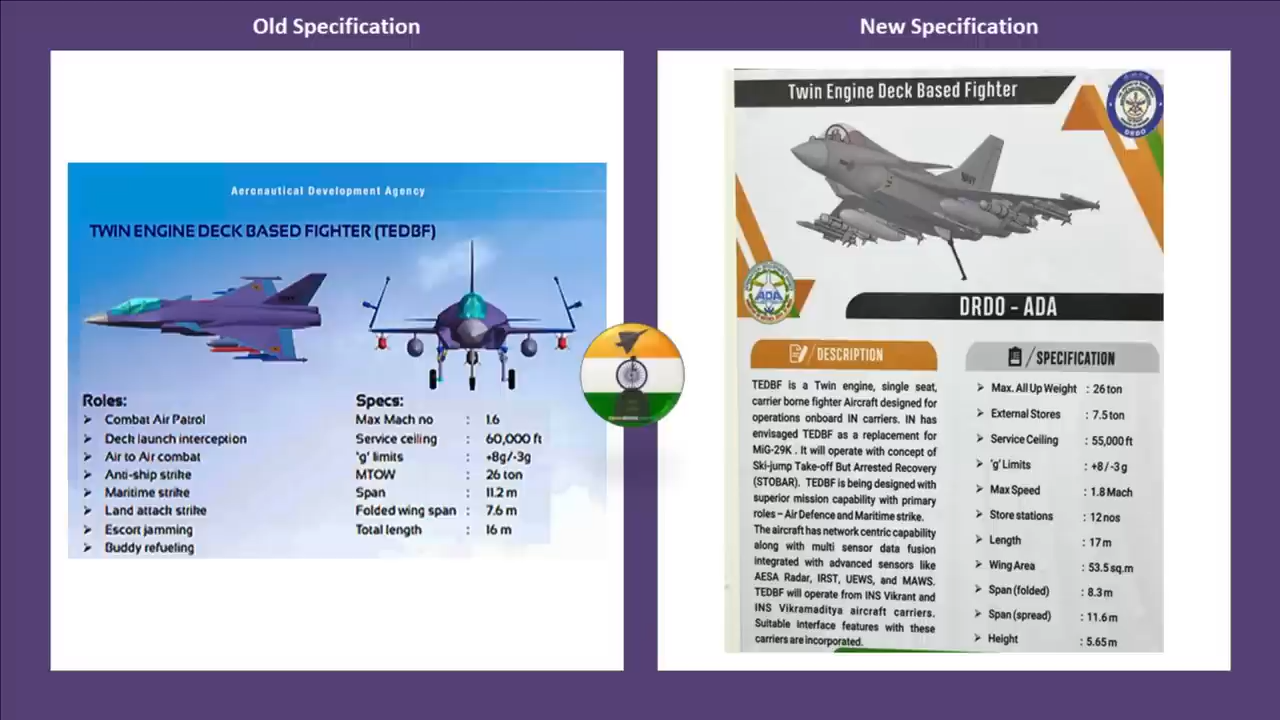 Old Specification
New Specification
Aeronautical Development Agency
TWIN ENGINE DECK BASED FIGHTER (TEDBF)
Roles:
➤ Combat Air Patrol
➤ Deck launch interception
➤ Air to Air combat
➤ Anti-ship strike
➤ Maritime strike
➤ Land attack strike
➤ Escort jamming
➤ Buddy refueling
Specs:
Max Mach no : 1.6
Service ceiling : 60,000 ft
'g' limits : +8g/-3g
MTOW : 26 ton
Span : 11.2 m
Folded wing span : 7.6 m
Total length : 16 m
Twin Engine Deck Based Fighter
DRDO
NAVY
ADA
DRDO - ADA
DESCRIPTION
TEDBF is a Twin engine, single seat,
carrier borne fighter Aircraft designed for
operations onboard IN carriers. IN has
envisaged TEDBF as a replacement for
MiG-29K . It will operate with concept of
Ski-jump Take-off But Arrested Recovery
(STOBAR). TEDBF is being designed with
superior mission capability with primary
roles – Air Defence and Maritime strike.
The aircraft has network centric capability
along with multi sensor data fusion
integrated with advanced sensors like
AESA Radar, IRST, UEWS, and MAWS.
TEDBF will operate from INS Vikrant and
INS Vikramaditya aircraft carriers.
Suitable Interface features with these
carriers are incorporated.
SPECIFICATION
➤ Max. All Up Weight : 26 ton
➤ External Stores : 7.5 ton
➤ Service Ceiling : 55,000 ft
➤ 'g' Limits : +8/-3 g
➤ Max Speed : 1.8 Mach
➤ Store stations : 12 nos
➤ Length : 17 m
➤ Wing Area : 53.5 sq.m
➤ Span (folded) : 8.3 m
➤ Span (spread) : 11.6 m
➤ Height : 5.65 m